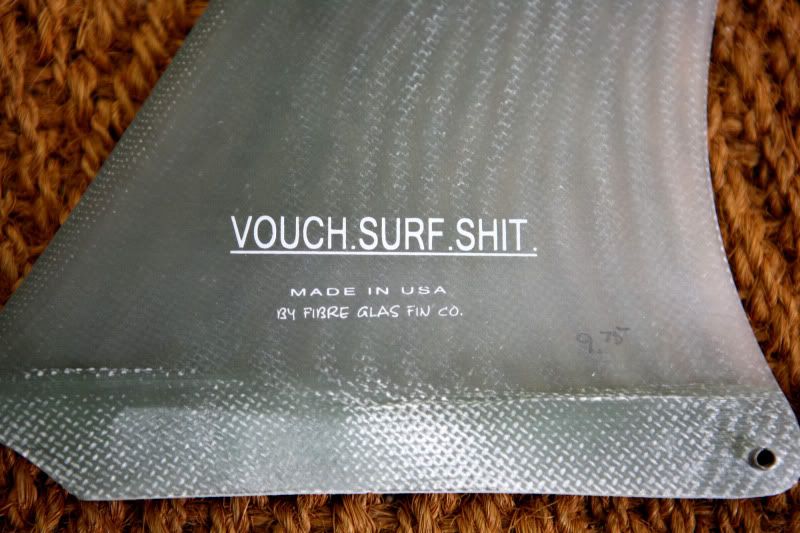 VOUCH.SURF.SHIT.
MADE IN USA
BY FIBRE GLAS FIN CO.
9.75